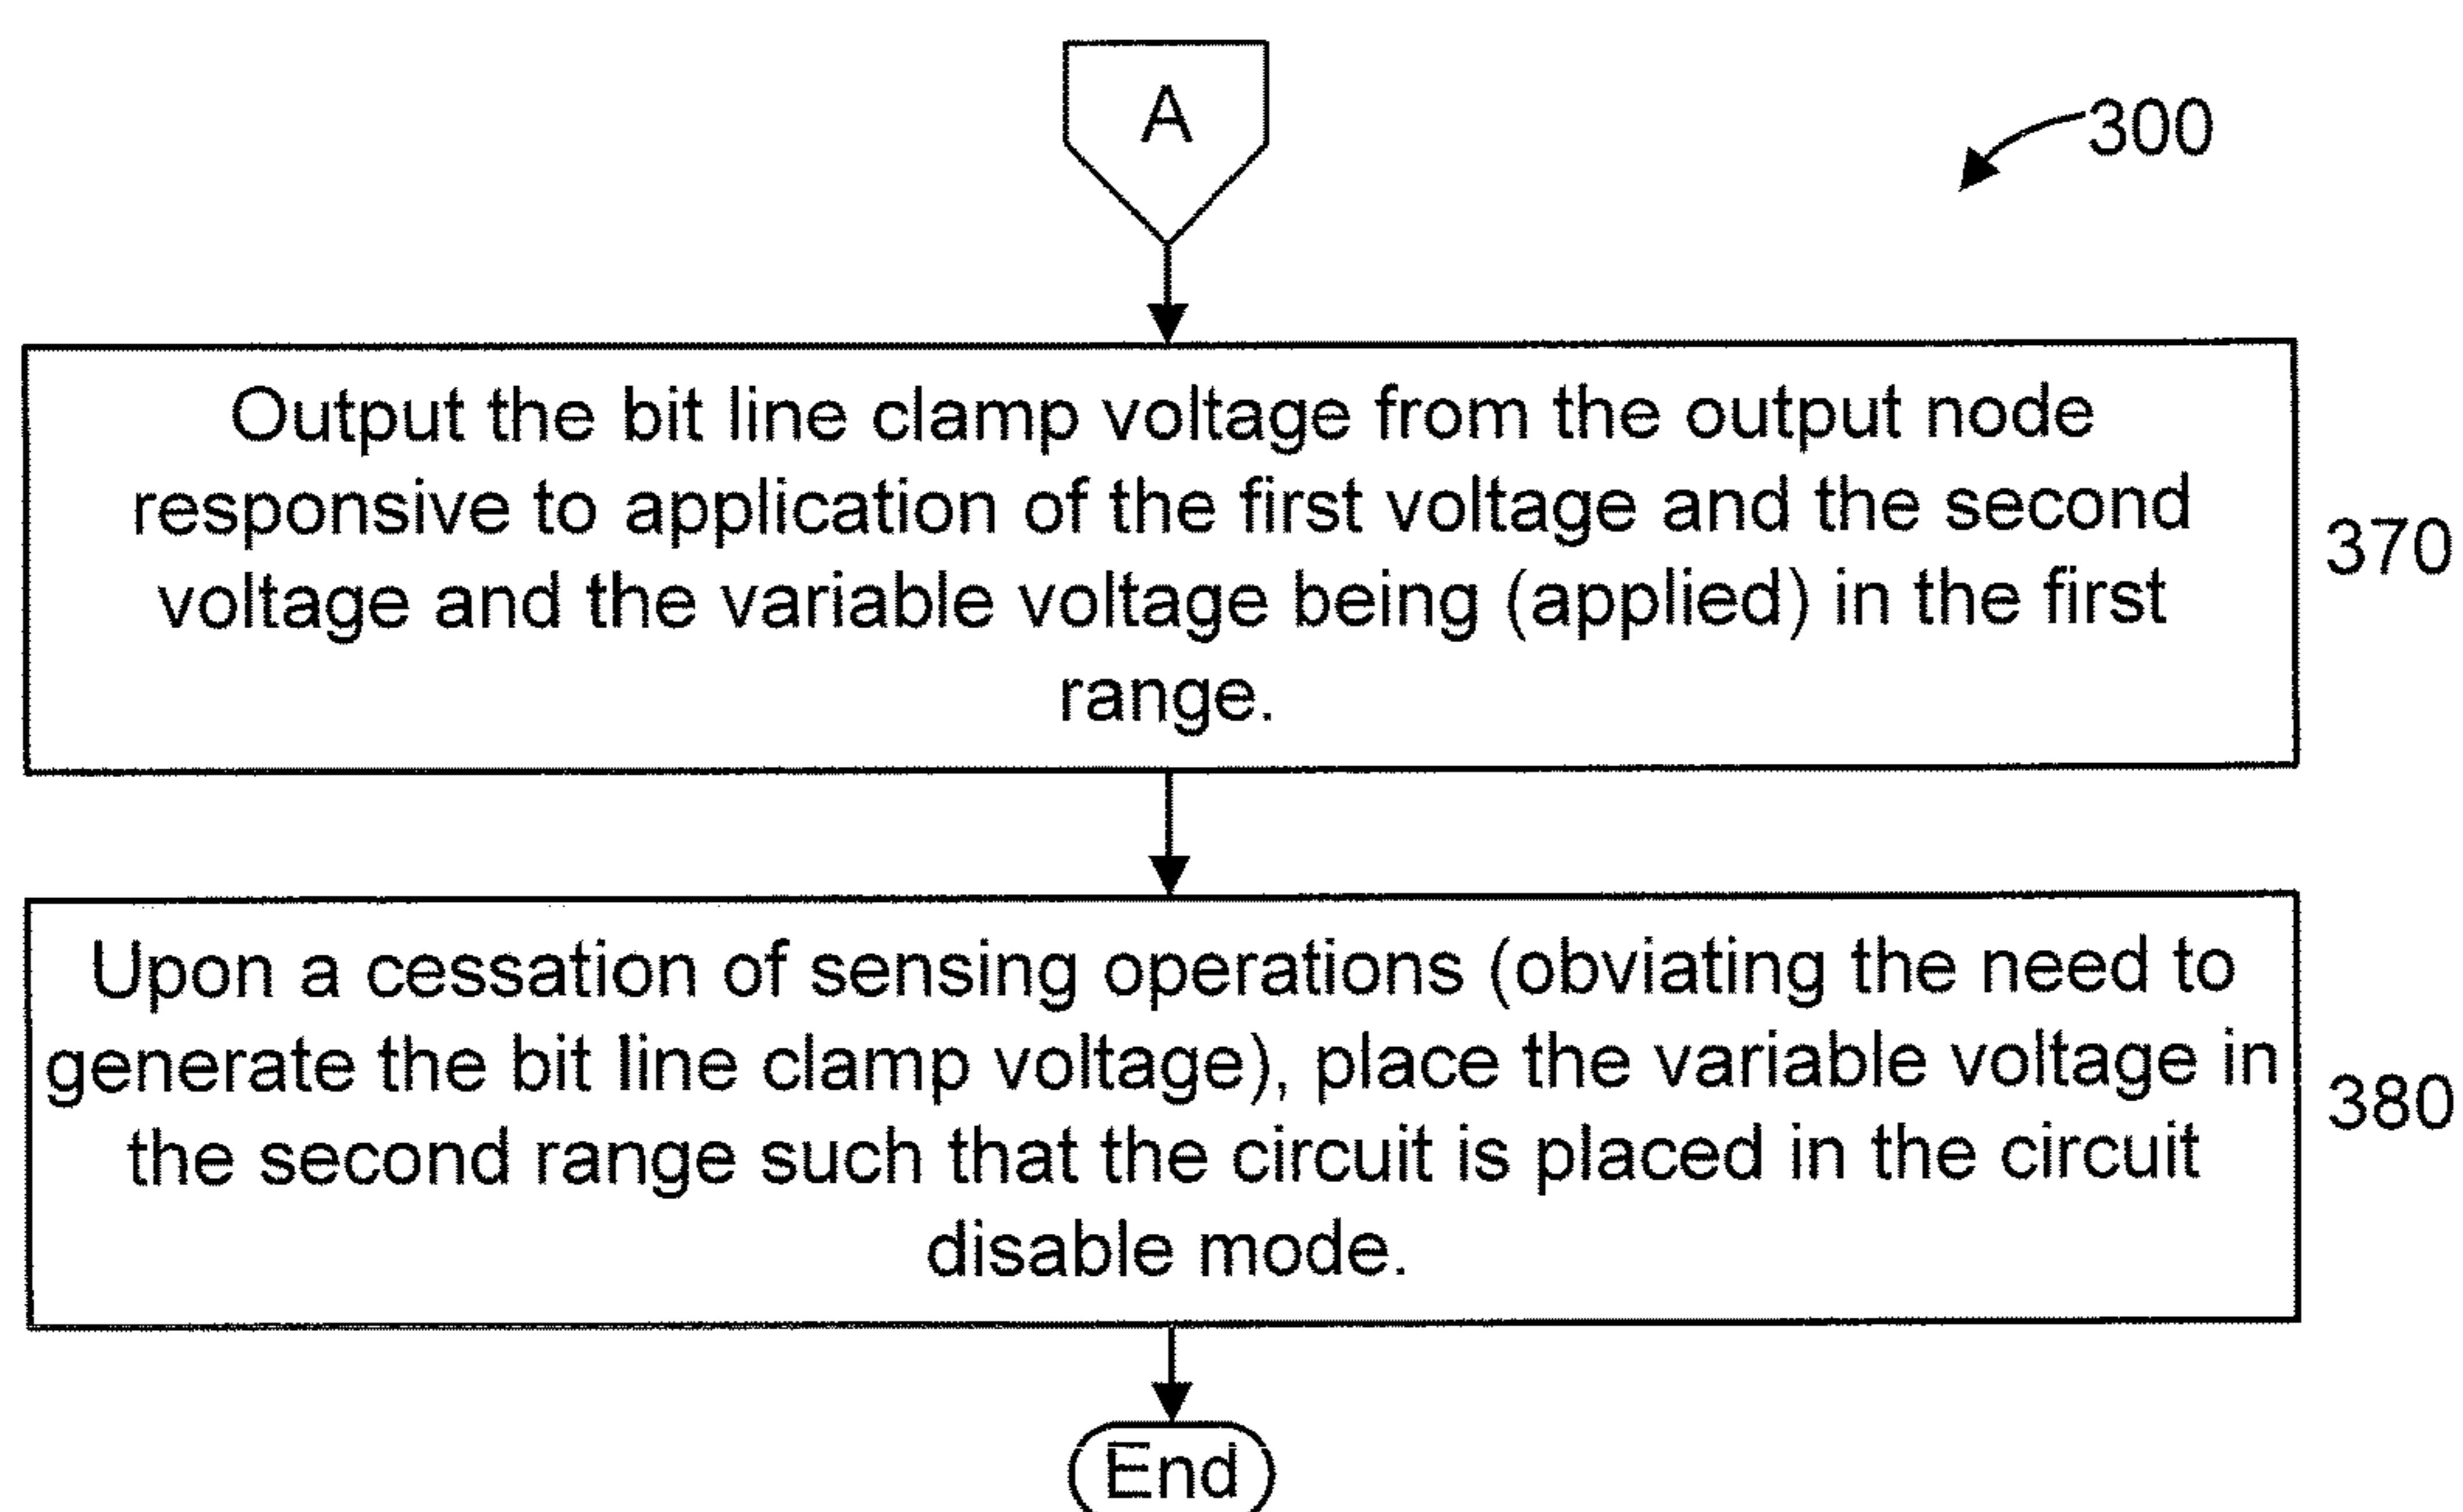 A
300
Output the bit line clamp voltage from the output node
responsive to application of the first voltage and the second
voltage and the variable voltage being (applied) in the first
range.
370
Upon a cessation of sensing operations (obviating the need to
generate the bit line clamp voltage), place the variable voltage in
the second range such that the circuit is placed in the circuit
disable mode.
380
End